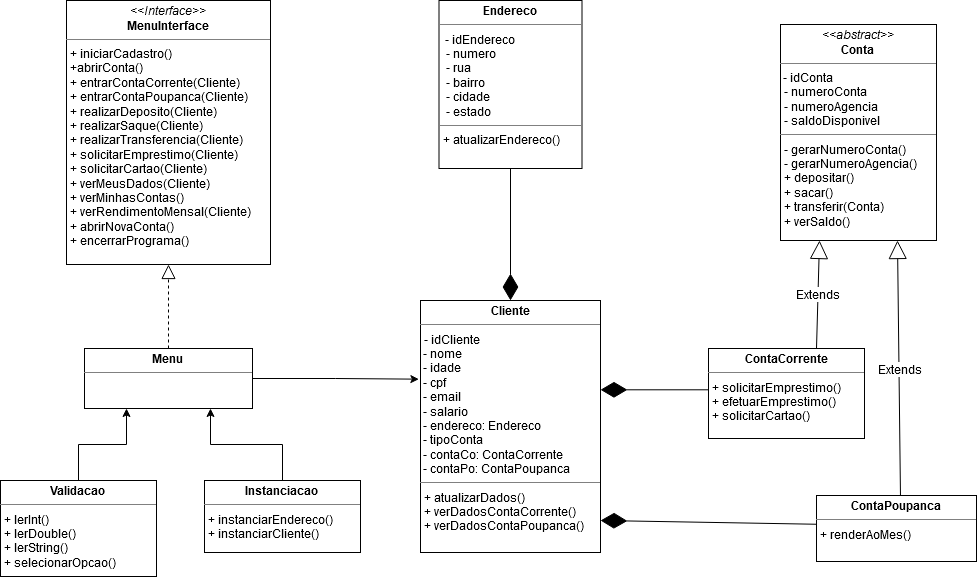 <<Interface>>
MenuInterface
+ iniciarCadastro()
+abrirConta()
+ entrarContaCorrente(Cliente)
+ entrarContaPoupanca(Cliente)
+ realizarDeposito(Cliente)
+ realizarSaque(Cliente)
+ realizarTransferencia(Cliente)
+ solicitarEmprestimo(Cliente)
+ solicitarCartao(Cliente)
+ verMeusDados(Cliente)
+ verMinhasContas()
+ verRendimentoMensal(Cliente)
+ abrirNovaConta()
+ encerrarPrograma()
Endereco
- idEndereco
- numero
- rua
- bairro
- cidade
- estado
+ atualizarEndereco()
<<abstract>>
Conta
- idConta
- numeroConta
- numeroAgencia
- saldoDisponivel
- gerarNumeroConta()
- gerarNumeroAgencia()
+ depositar()
+ sacar()
+ transferir(Conta)
+ verSaldo()
Extends
Extends
Menu
Cliente
- idCliente
- nome
- idade
- cpf
- email
- salario
- endereco: Endereco
- tipoConta
- contaCo: ContaCorrente
- contaPo: ContaPoupanca
+ atualizarDados()
+ verDadosContaCorrente()
+ verDadosContaPoupanca()
ContaCorrente
+ solicitarEmprestimo()
+ efetuarEmprestimo()
+ solicitarCartao()
Validacao
+ lerInt()
+ lerDouble()
+ lerString()
+ selecionarOpcao()
Instanciacao
+ instanciarEndereco()
+ instanciarCliente()
ContaPoupanca
+ renderAoMes()